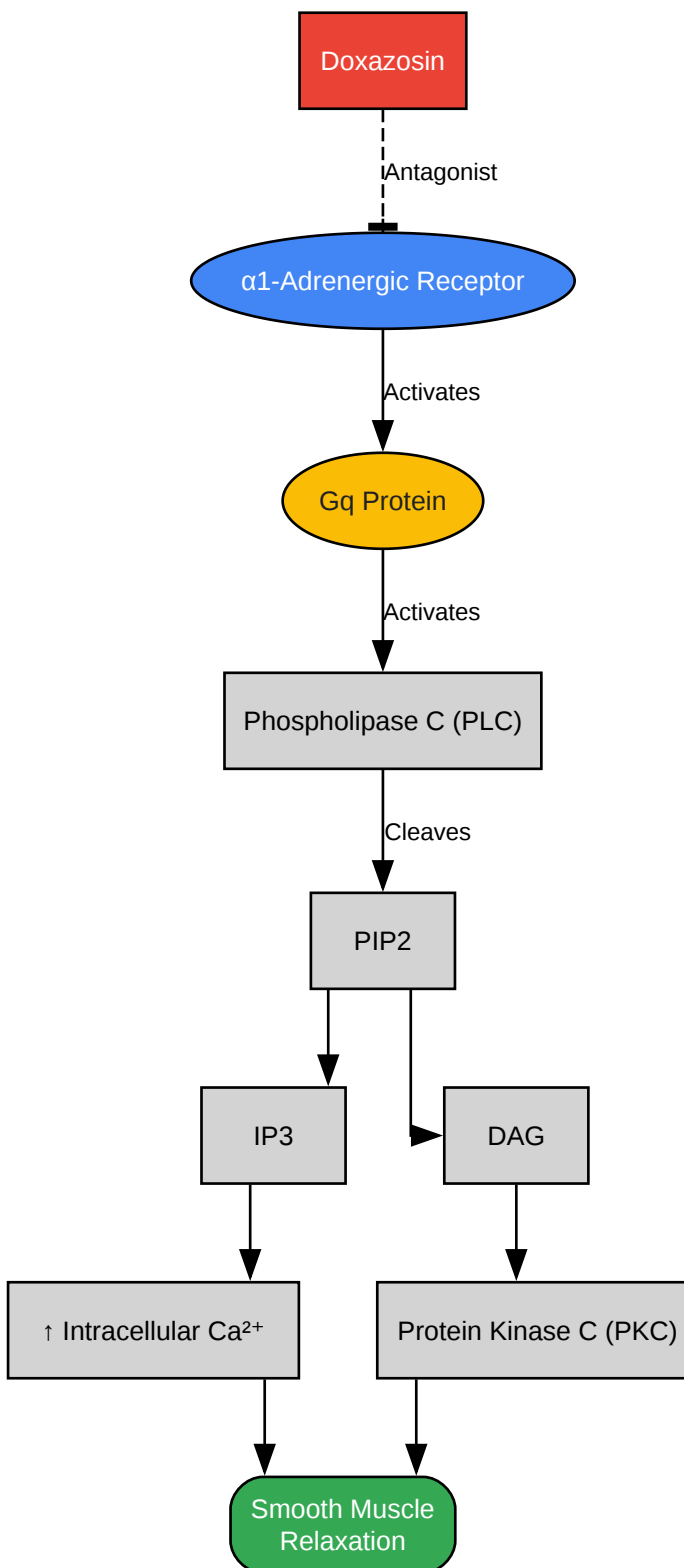 Doxazosin
Antagonist
α1-Adrenergic Receptor
Activates
Gq Protein
Activates
Phospholipase C (PLC)
Cleaves
PIP2
IP3
DAG
↑ Intracellular Ca²⁺
Protein Kinase C (PKC)
Smooth Muscle
Relaxation